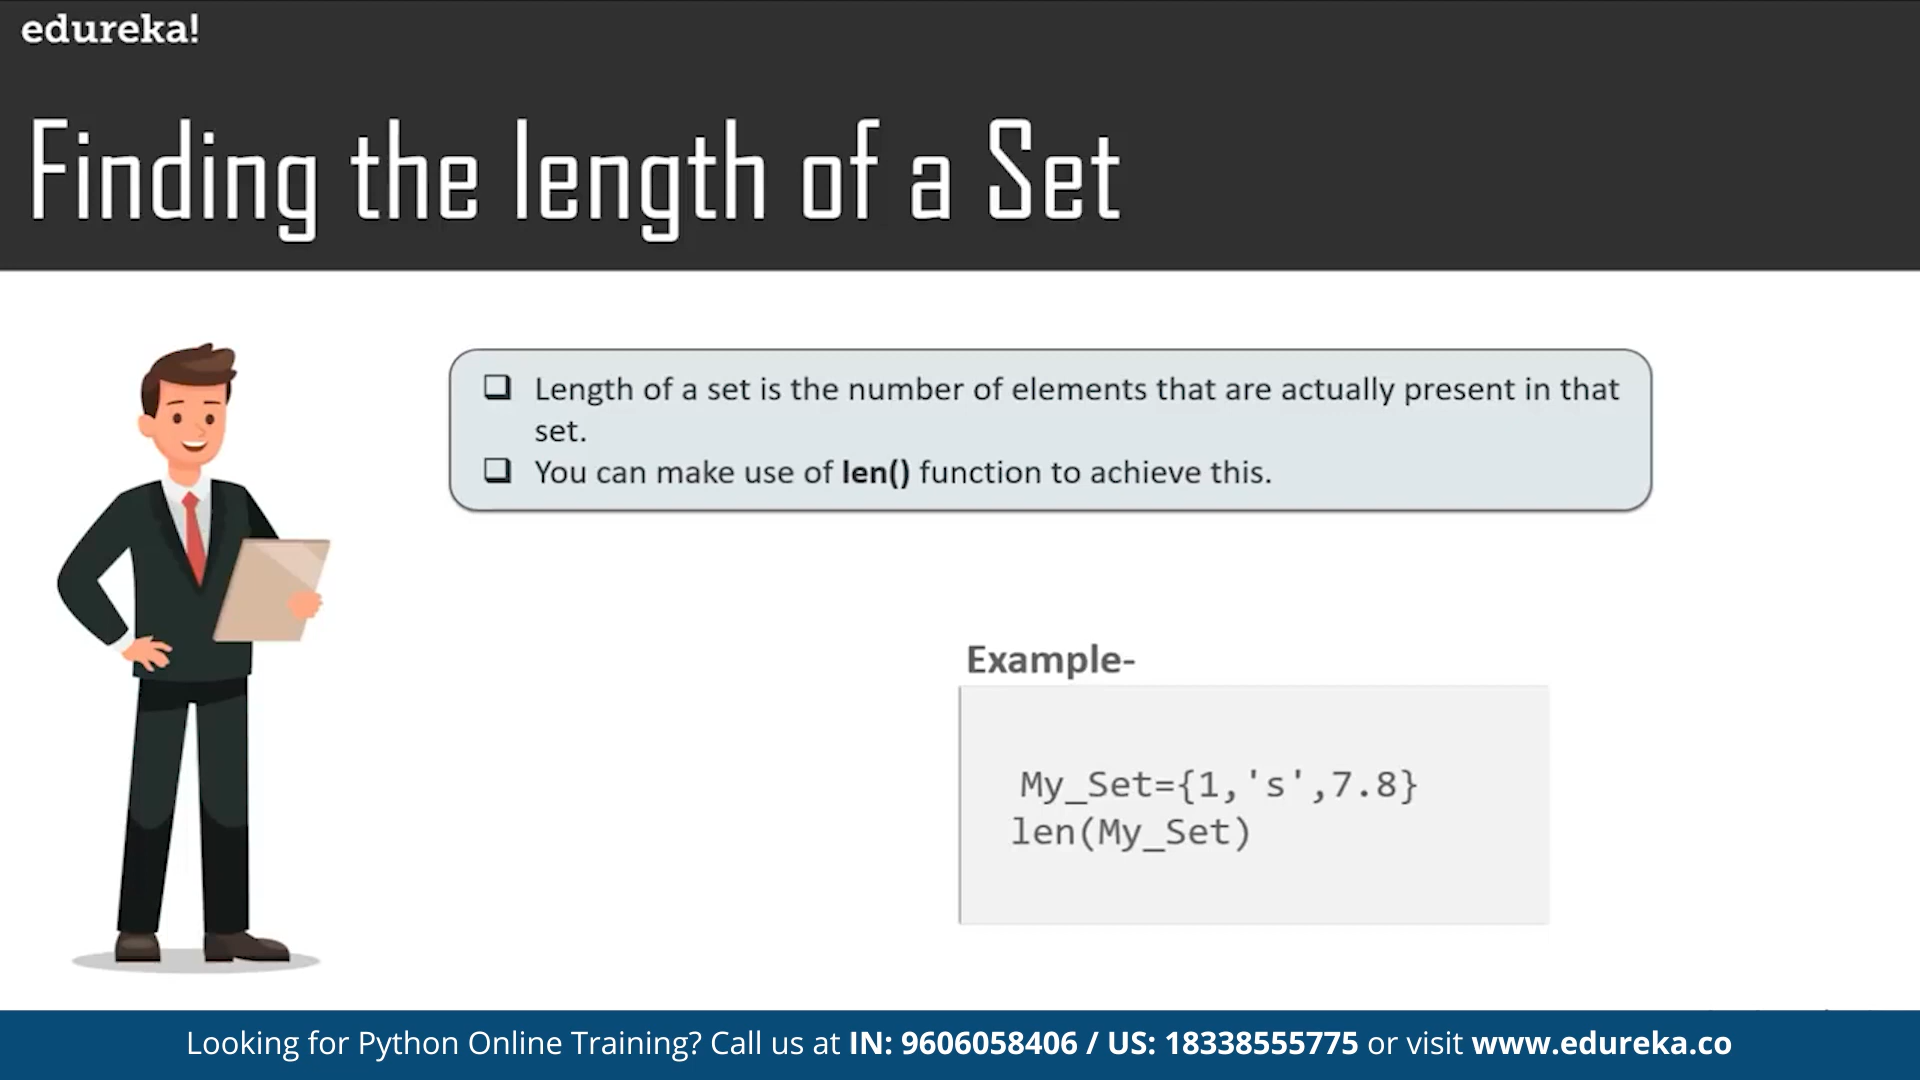 edureka!
Finding the length of a Set
Length of a set is the number of elements that are actually present in that
set.
You can make use of len() function to achieve this.
Example-
My_Set={1,'s',7.8}
len(My_Set)
Looking for Python Online Training? Call us at IN: 9606058406 / US: 18338555775 or visit www.edureka.co